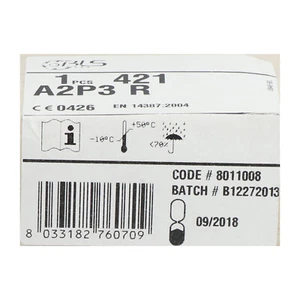 BLS
1 PCS 421
A2P3 R
CE 0426 EN 14387:2004
-10°C +50°C <70%
CODE # 8011008
BATCH # B12272013
09/2018
8 033182 760709